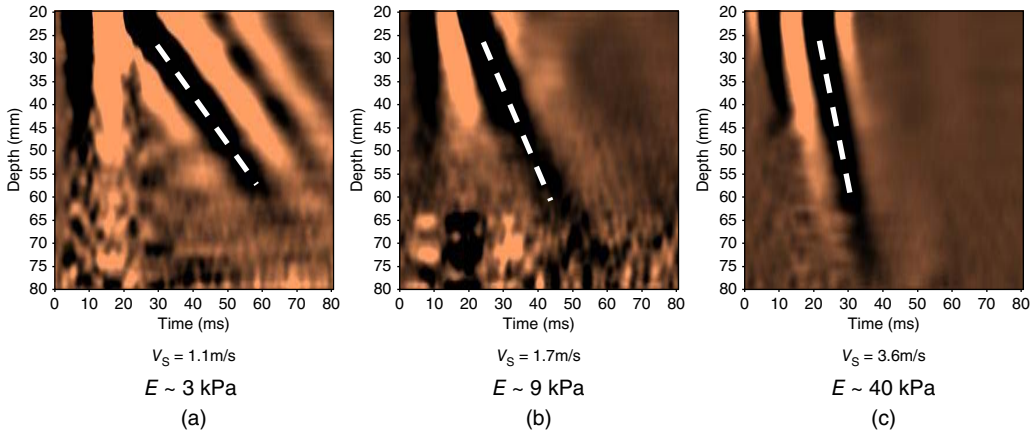 20
25
30
35
40
45
50
55
60
65
70
75
80
Depth (mm)
0 10 20 30 40 50 60 70 80
Time (ms)
V_S = 1.1m/s
E ~ 3 kPa
(a)
20
25
30
35
40
45
50
55
60
65
70
75
80
Depth (mm)
0 10 20 30 40 50 60 70 80
Time (ms)
V_S = 1.7m/s
E ~ 9 kPa
(b)
20
25
30
35
40
45
50
55
60
65
70
75
80
Depth (mm)
0 10 20 30 40 50 60 70 80
Time (ms)
V_S = 3.6m/s
E ~ 40 kPa
(c)